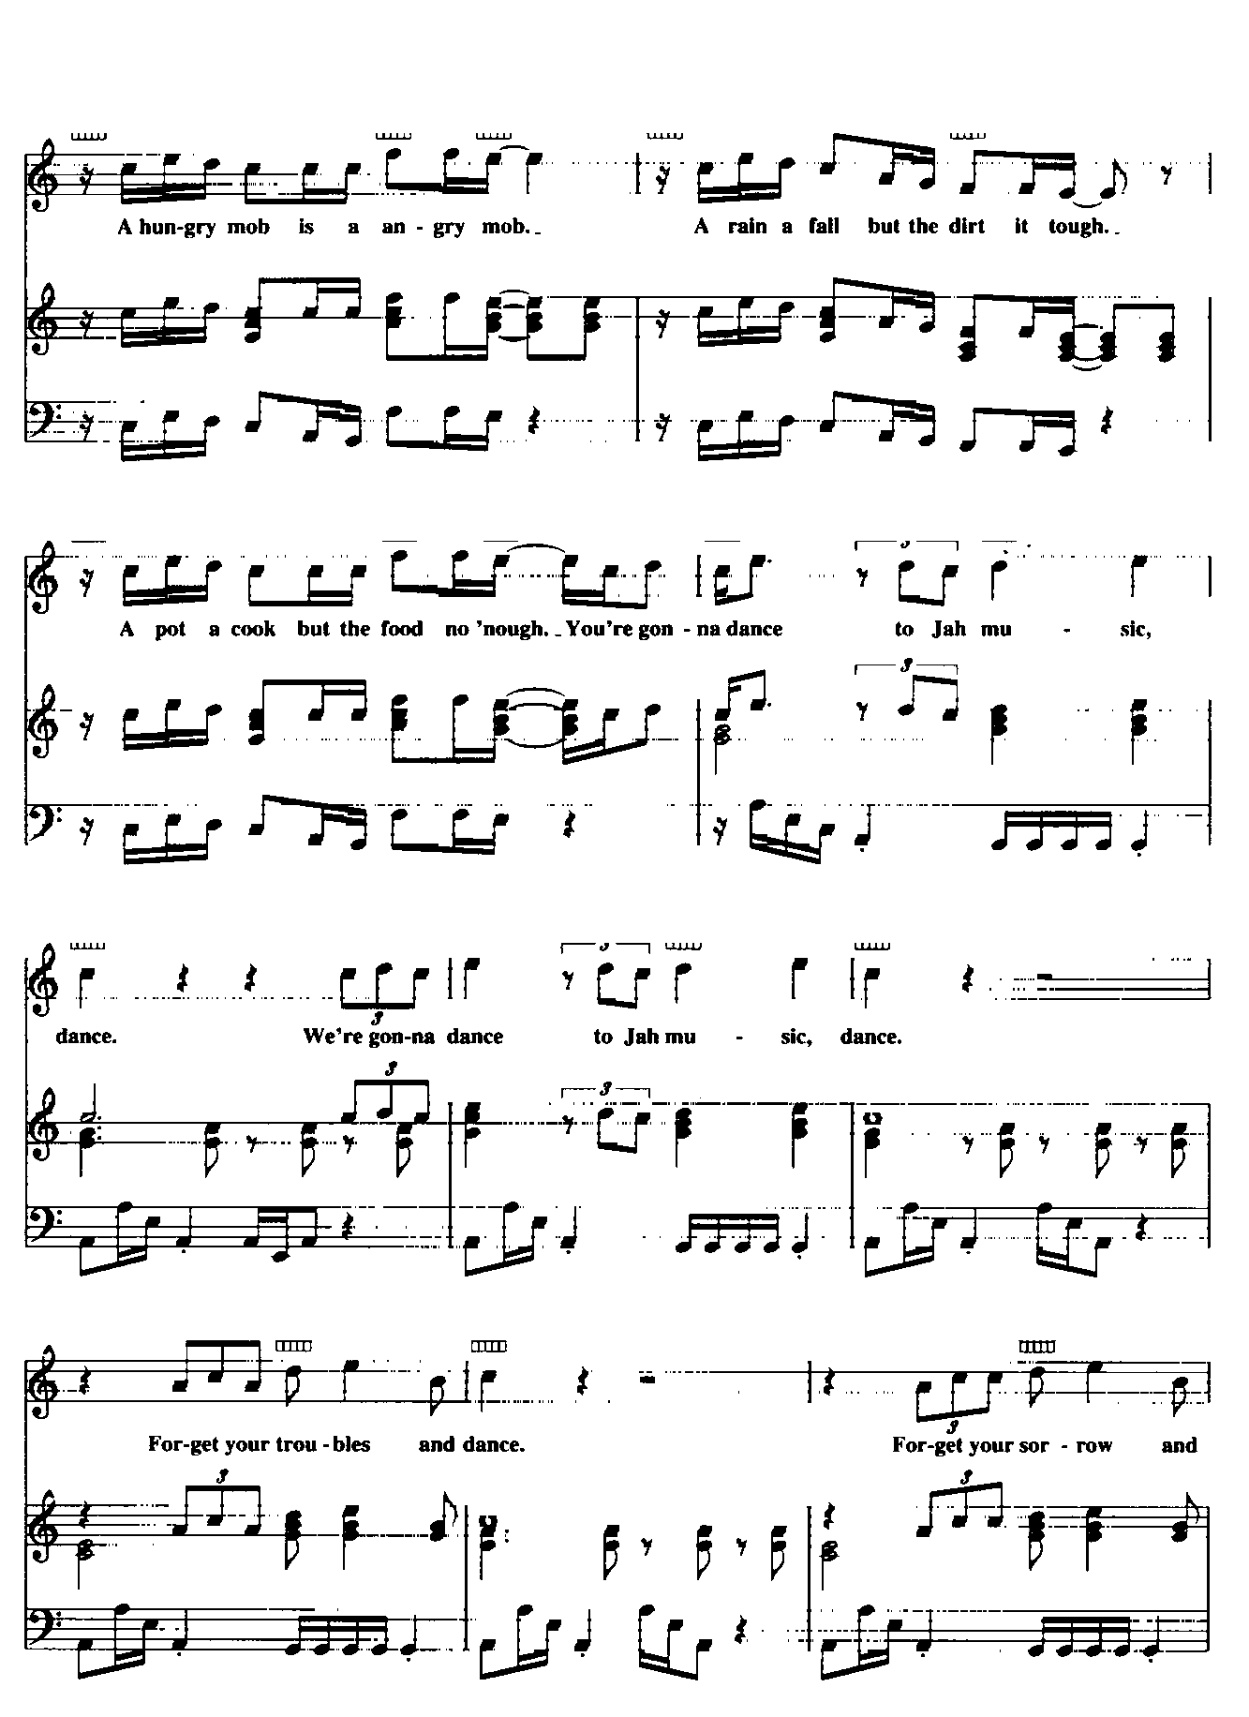 A hun-gry mob is a an - gry mob. A rain a fall but the dirt it tough.
3
A pot a cook but the food no 'nough. You're gon - na dance to Jah mu - sic,
3
3
dance. We're gon-na dance to Jah mu - sic, dance.
3
3
3
For-get your trou - bles and dance. For-get your sor - row and
3
3
3